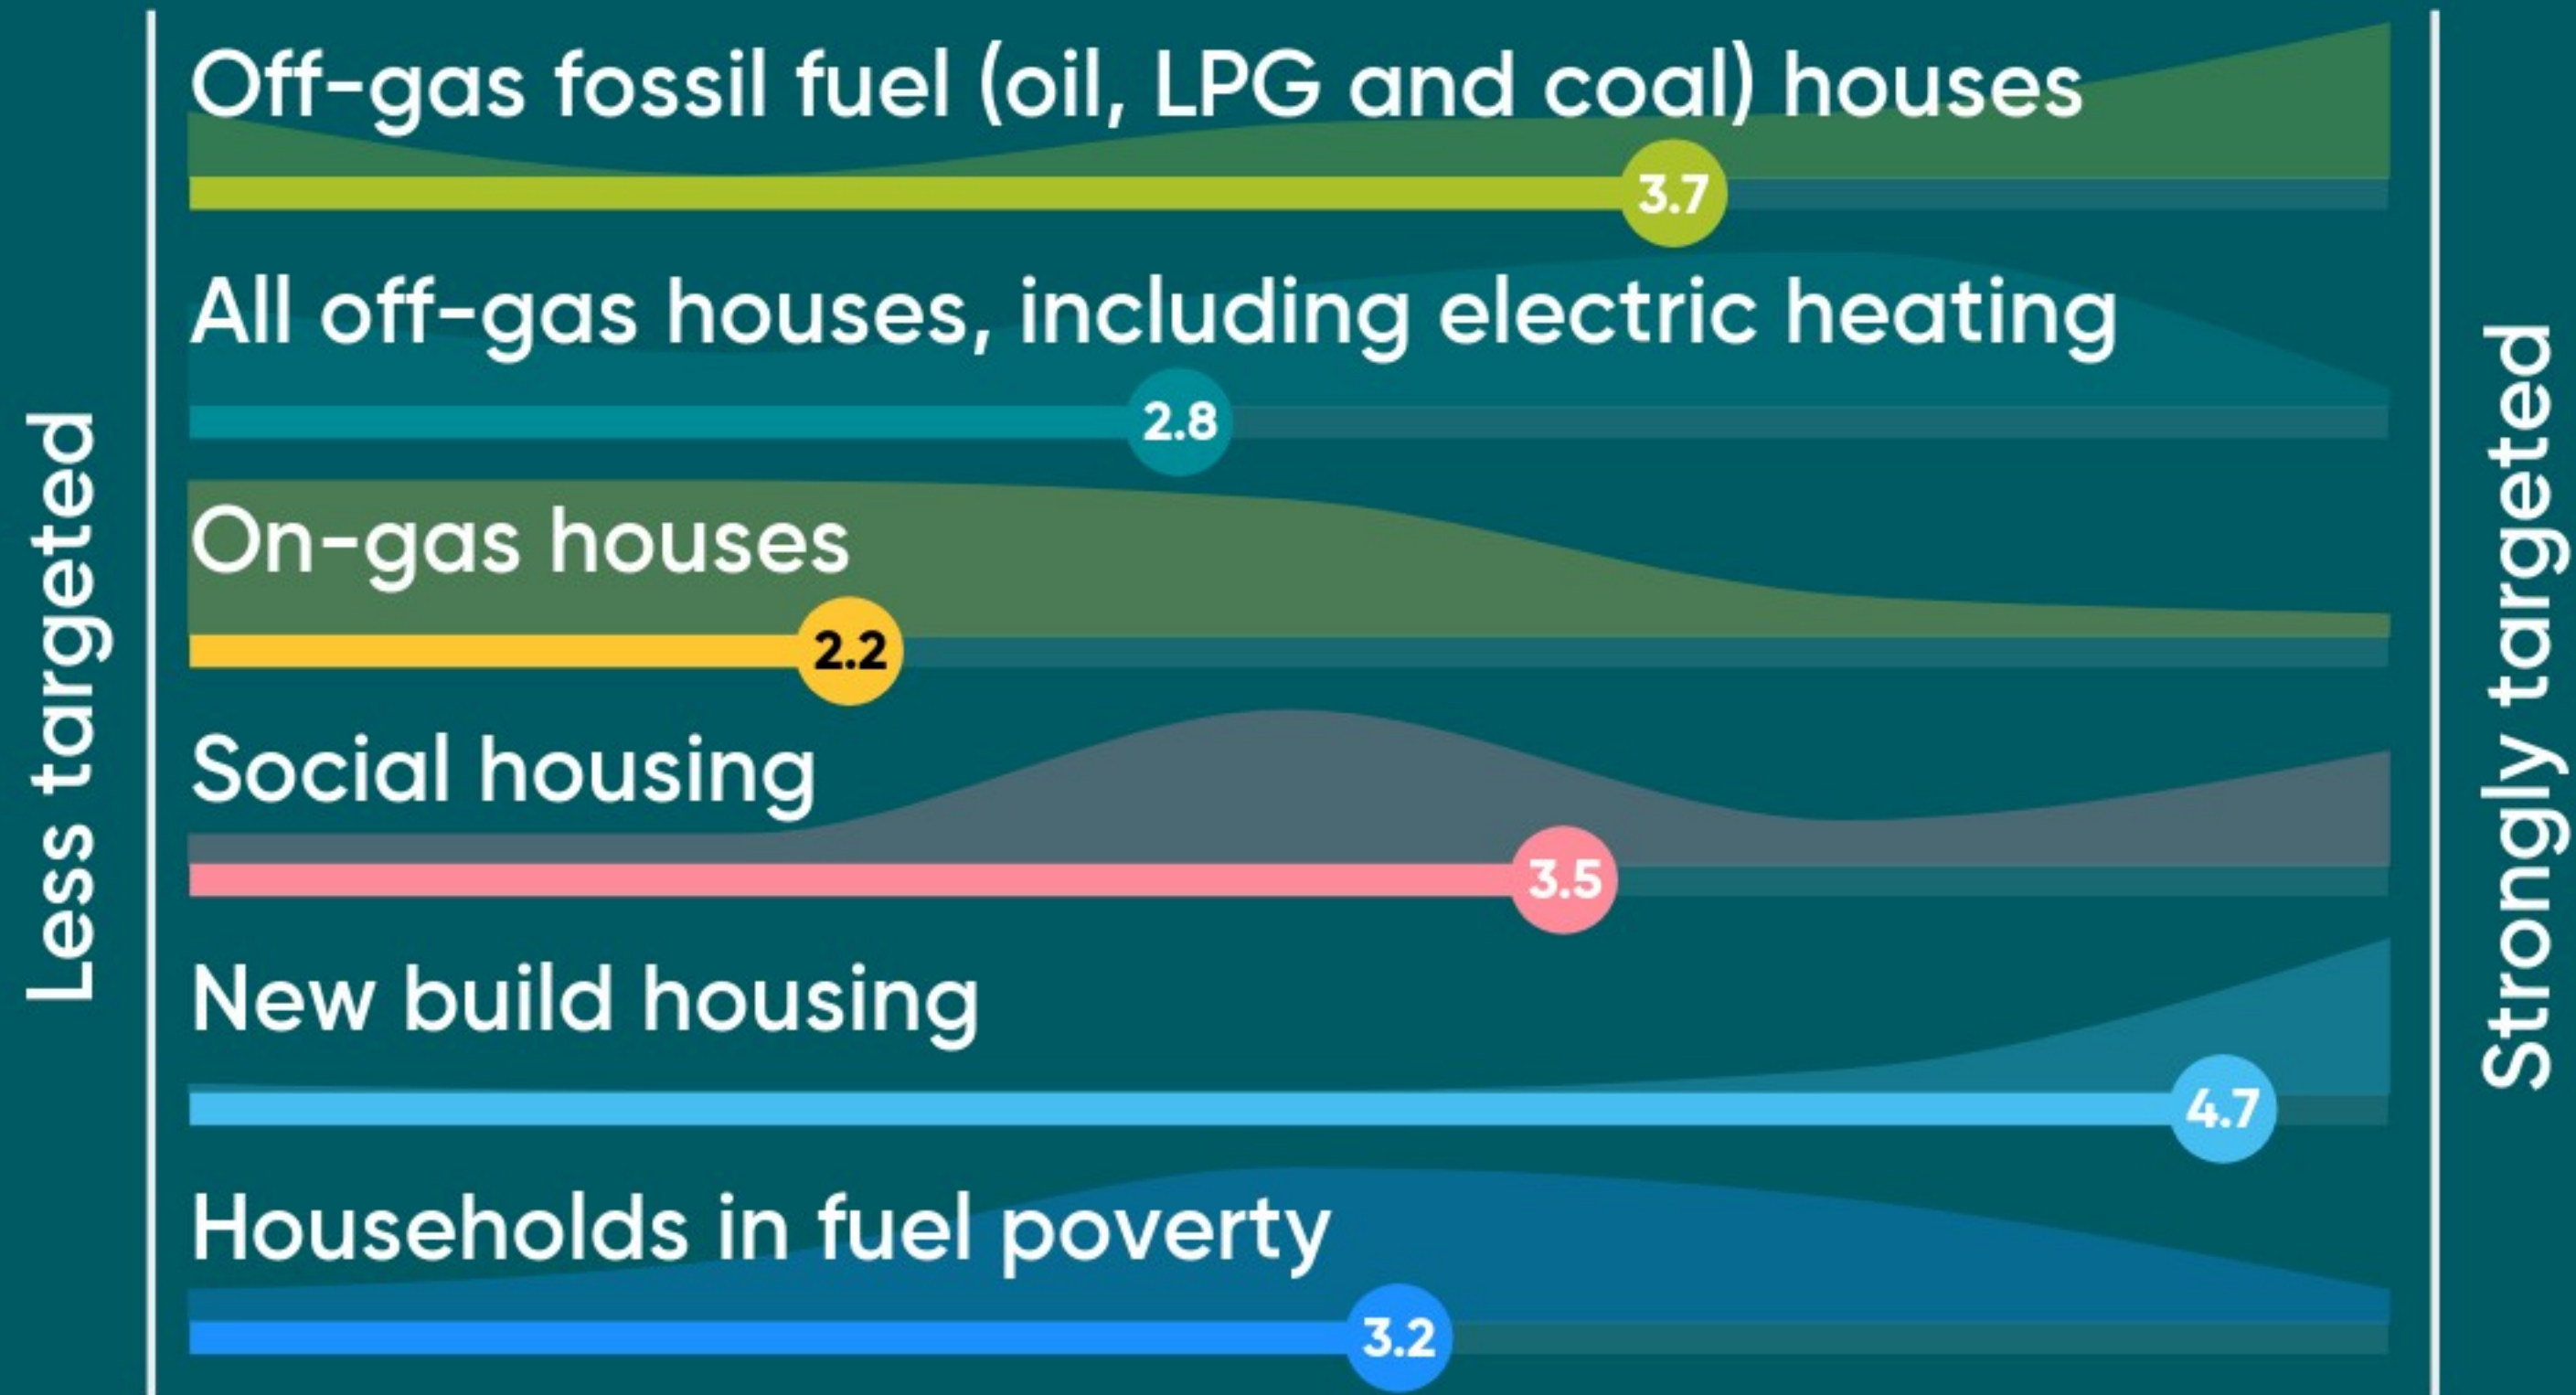 Less targeted
Off-gas fossil fuel (oil, LPG and coal) houses
3.7
All off-gas houses, including electric heating
2.8
On-gas houses
2.2
Social housing
3.5
New build housing
4.7
Households in fuel poverty
3.2
Strongly targeted